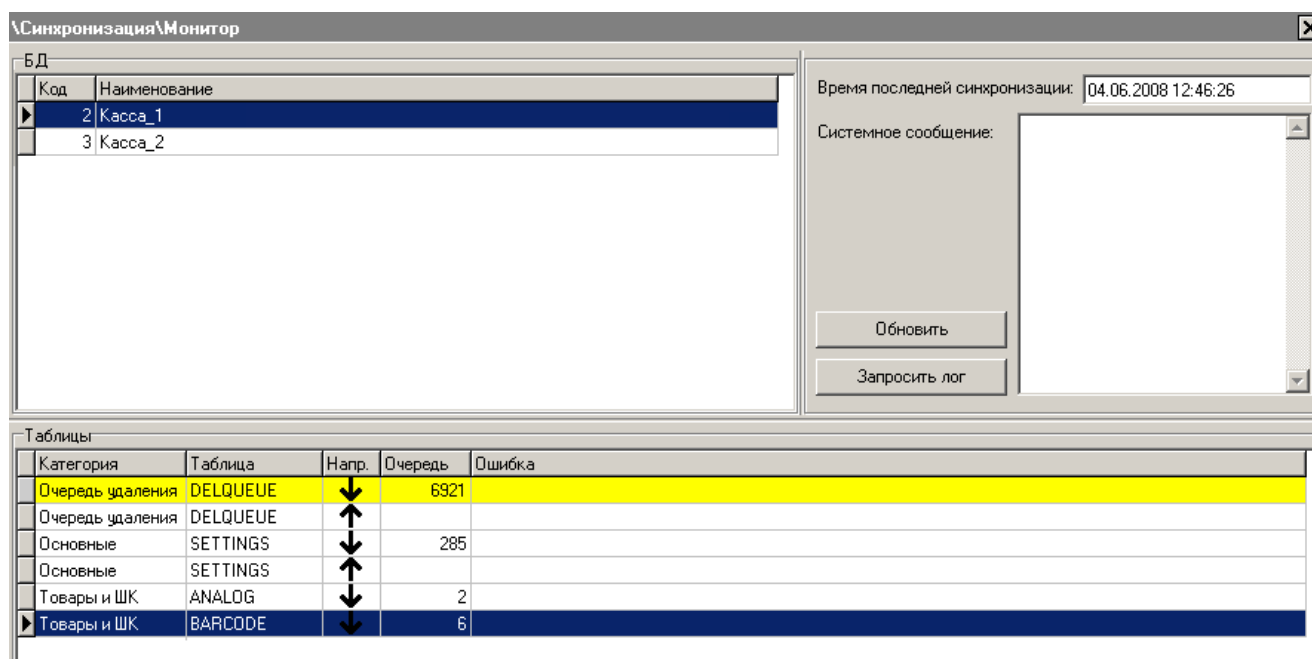 \Синхронизация\Монитор
БД
Код Наименование
2 Касса_1
3 Касса_2
Время последней синхронизации: 04.06.2008 12:46:26
Системное сообщение:
Обновить
Запросить лог
Таблицы
Категория Таблица Напр. Очередь Ошибка
Очередь удаления DELQUEUE ↓ 6921
Очередь удаления DELQUEUE ↑
Основные SETTINGS ↓ 285
Основные SETTINGS ↑
Товары и ШК ANALOG ↓ 2
Товары и ШК BARCODE ↓ 6